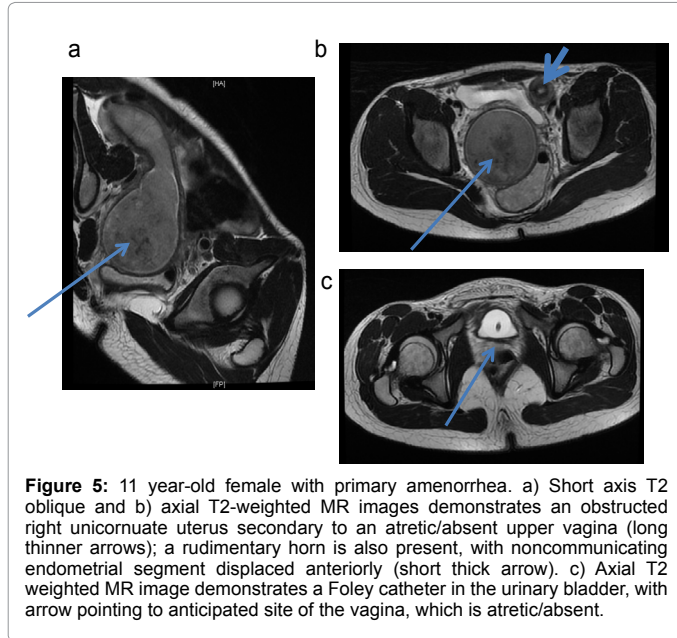 a
b
[HA]
[FP]
c
Figure 5: 11 year-old female with primary amenorrhea. a) Short axis T2
oblique and b) axial T2-weighted MR images demonstrates an obstructed
right unicornuate uterus secondary to an atretic/absent upper vagina (long
thinner arrows); a rudimentary horn is also present, with noncommunicating
endometrial segment displaced anteriorly (short thick arrow). c) Axial T2
weighted MR image demonstrates a Foley catheter in the urinary bladder, with
arrow pointing to anticipated site of the vagina, which is atretic/absent.